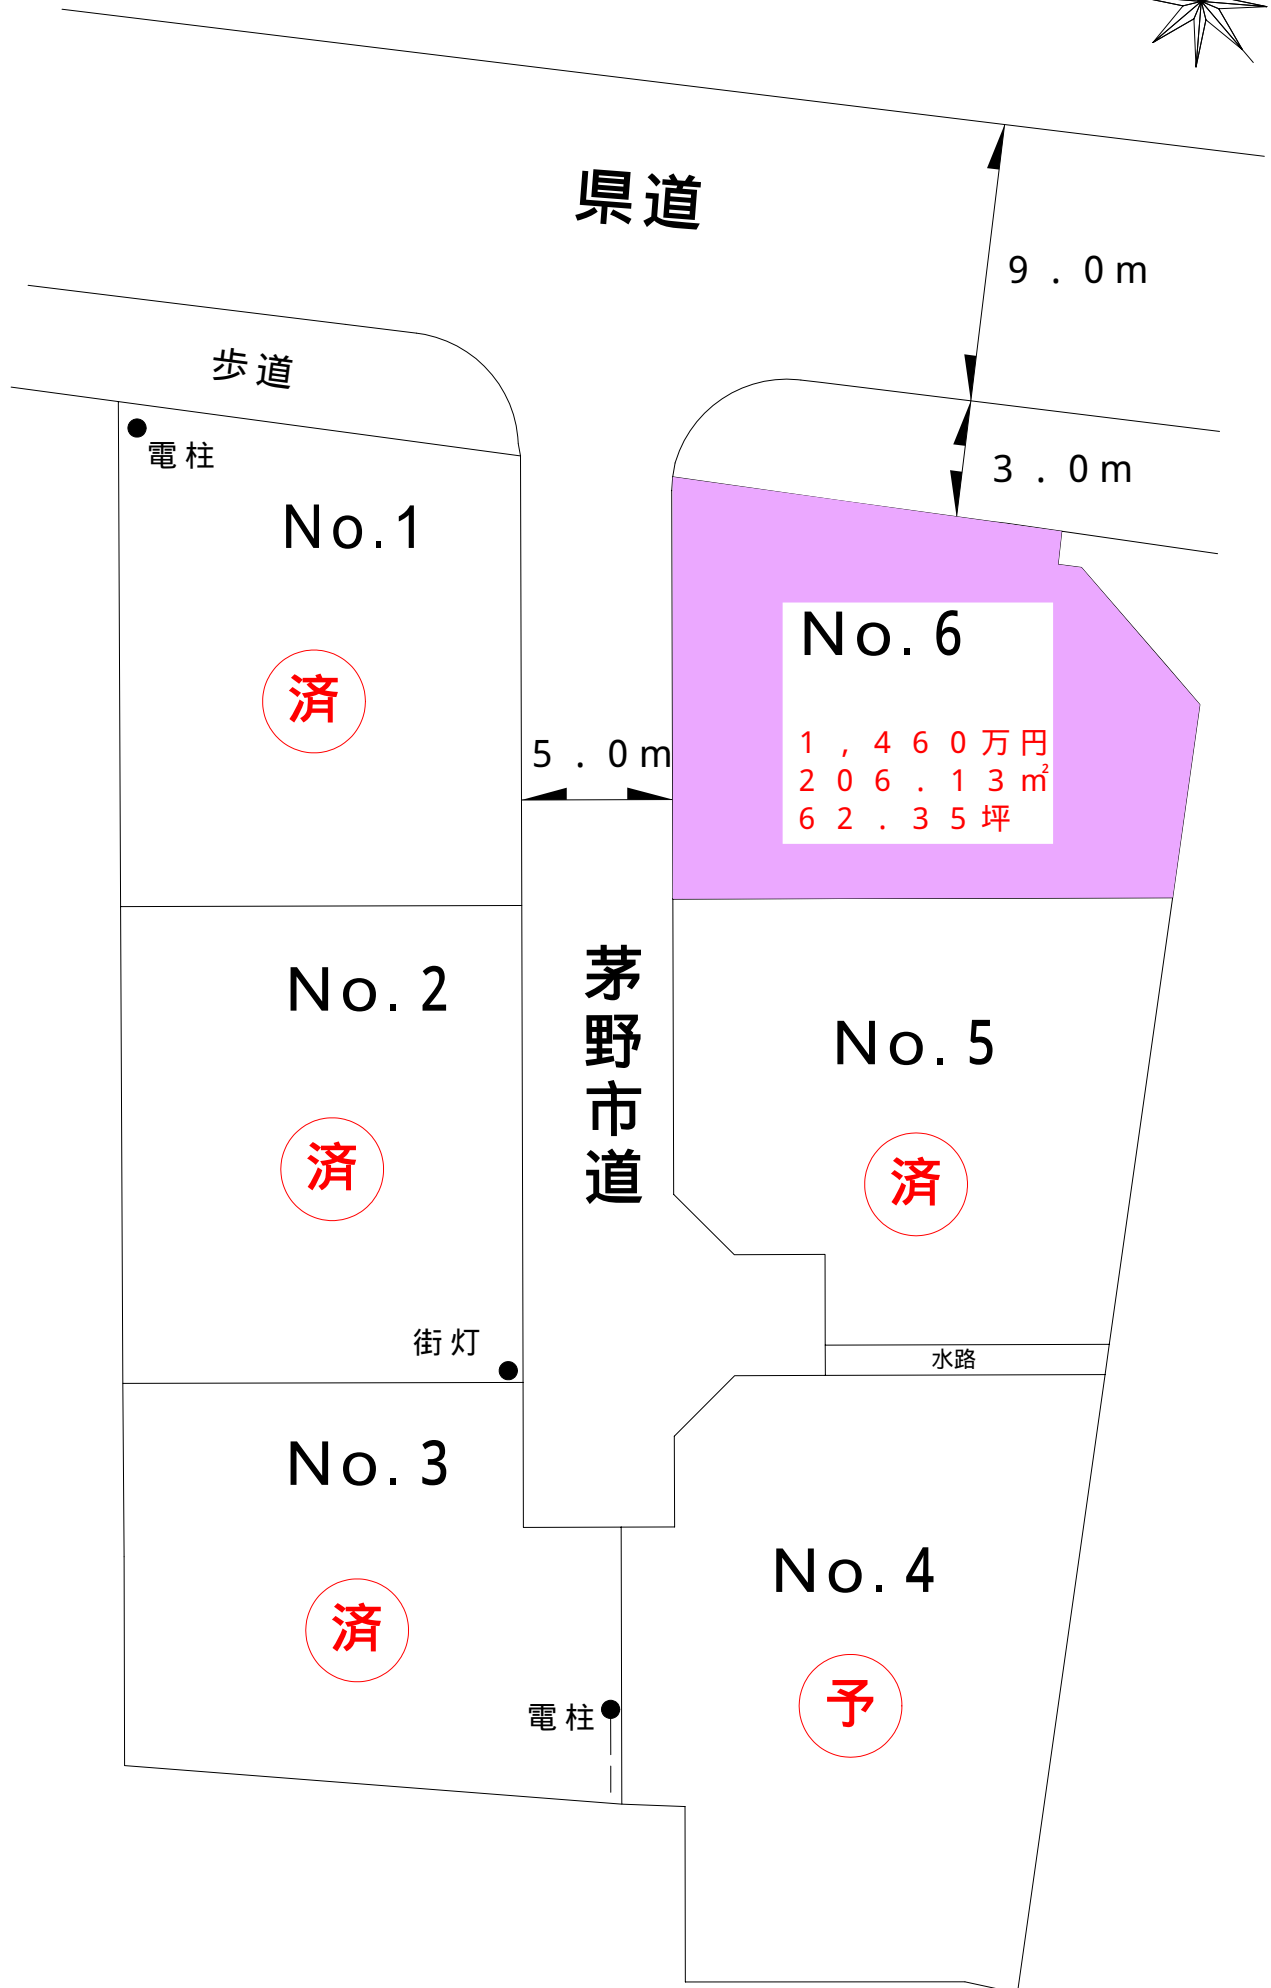 県道
9.0m
歩道
3.0m
電柱
No.1
済
No.6
1,460万円
206.13㎡
62.35坪
5.0m
茅野市道
No.2
済
No.5
済
街灯
水路
No.3
済
No.4
予
電柱